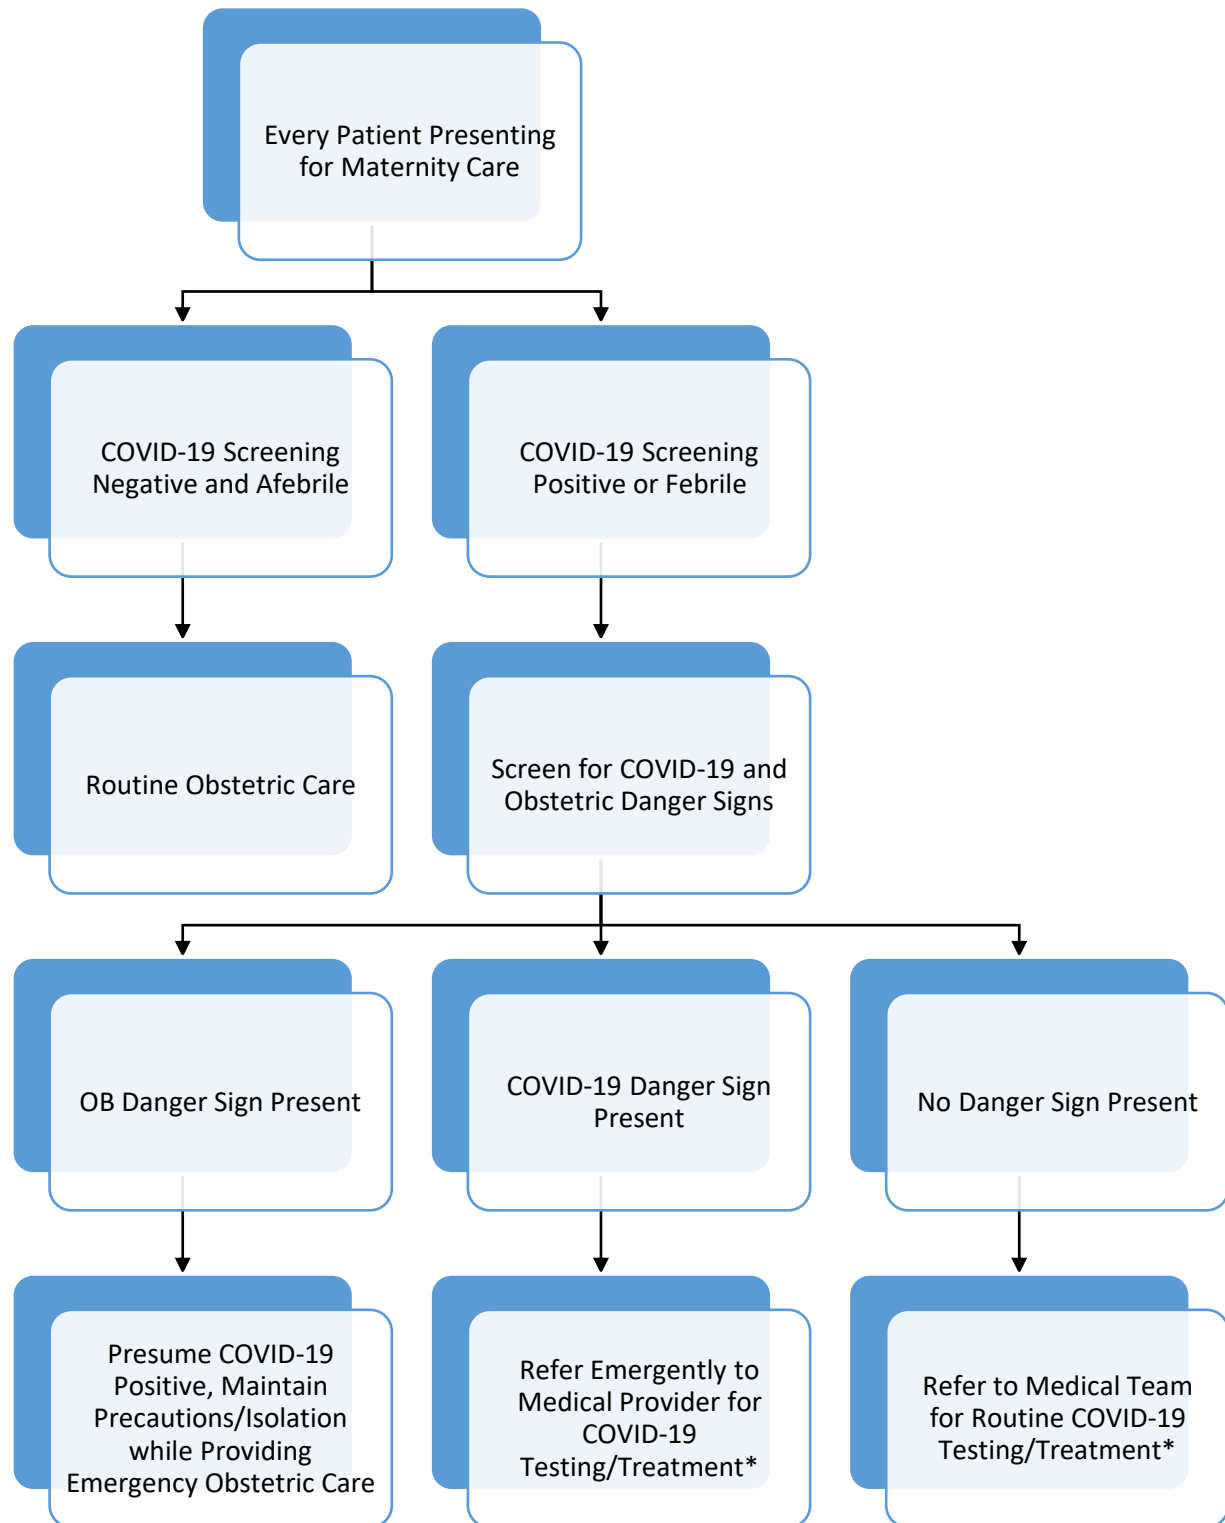 Every Patient Presenting
for Maternity Care
COVID-19 Screening
Negative and Afebrile
COVID-19 Screening
Positive or Febrile
Routine Obstetric Care
Screen for COVID-19 and
Obstetric Danger Signs
OB Danger Sign Present
COVID-19 Danger Sign
Present
No Danger Sign Present
Presume COVID-19
Positive, Maintain
Precautions/Isolation
while Providing
Emergency Obstetric Care
Refer Emergently to
Medical Provider for
COVID-19
Testing/Treatment*
Refer to Medical Team
for Routine COVID-19
Testing/Treatment*